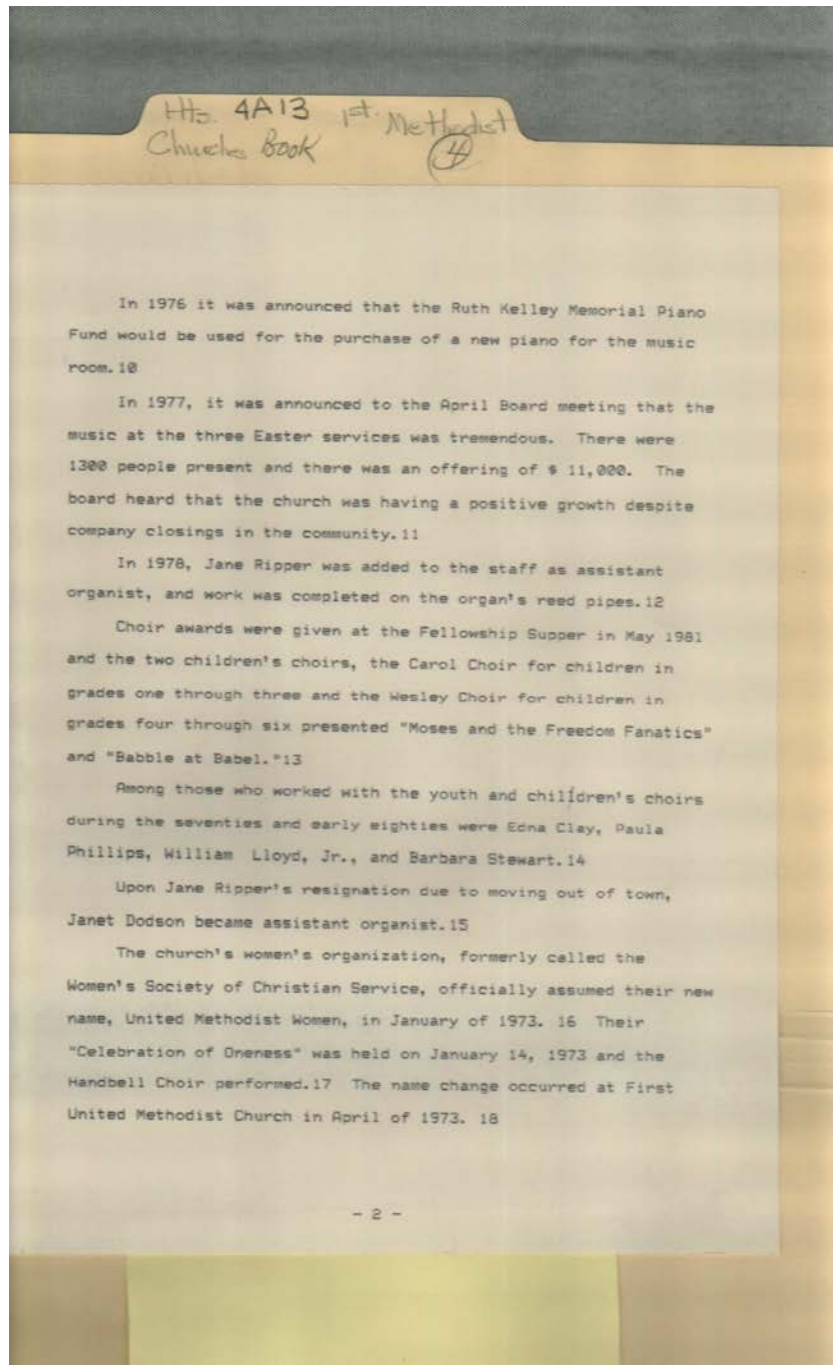 4A13 1st. Methodist
Churches Book 4
In 1976 it was announced that the Ruth Kelley Memorial Piano
Fund would be used for the purchase of a new piano for the music
room.10
In 1977, it was announced to the April Board meeting that the
music at the three Easter services was tremendous. There were
1300 people present and there was an offering of $ 11,000. The
board heard that the church was having a positive growth despite
company closings in the community.11
In 1978, Jane Ripper was added to the staff as assistant
organist, and work was completed on the organ's reed pipes.12
Choir awards were given at the Fellowship Supper in May 1981
and the two children's choirs, the Carol Choir for children in
grades one through three and the Wesley Choir for children in
grades four through six presented "Moses and the Freedom Fanatics"
and "Babble at Babel."13
Among those who worked with the youth and chilidren's choirs
during the seventies and early eighties were Edna Clay, Paula
Phillips, William Lloyd, Jr., and Barbara Stewart.14
Upon Jane Ripper's resignation due to moving out of town,
Janet Dodson became assistant organist.15
The church's women's organization, formerly called the
Women's Society of Christian Service, officially assumed their new
name, United Methodist Women, in January of 1973. 16 Their
"Celebration of Oneness" was held on January 14, 1973 and the
Handbell Choir performed.17 The name change occurred at First
United Methodist Church in April of 1973. 18
- 2 -